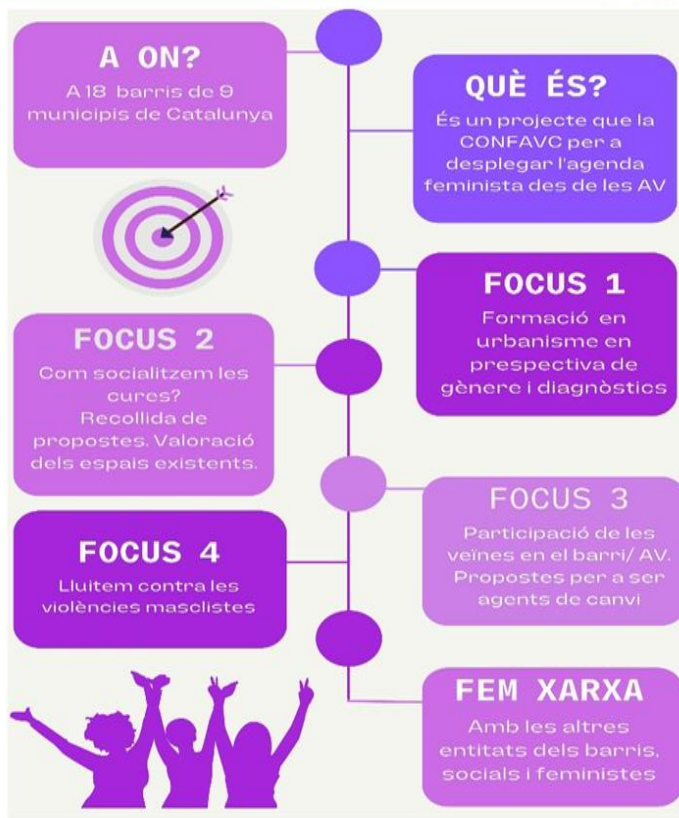 A ON?
A 18 barris de 9
municipis de Catalunya
QUÈ ÉS?
És un projecte que la
CONFAVC per a
desplegar l'agenda
feminista des de les AV
FOCUS 1
Formació en
urbanisme en
prespectiva de
gènere i diagnòstics
FOCUS 2
Com socialitzem les
cures?
Recollida de
propostes. Valoració
dels espais existents.
FOCUS 3
Participació de les
veïnes en el barri/ AV.
Propostes per a ser
agents de canvi
FOCUS 4
Lluitem contra les
violències masclistes
FEM XARXA
Amb les altres
entitats dels barris,
socials i feministes